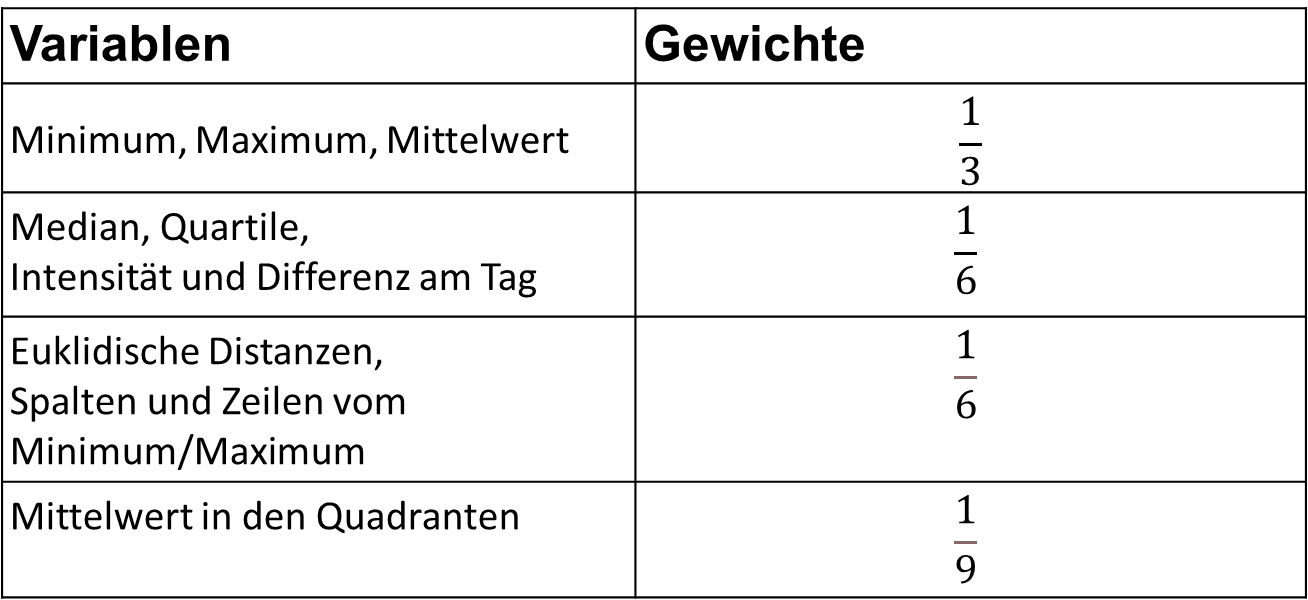 Variablen Gewichte
Minimum, Maximum, Mittelwert 1/3
Median, Quartile,
Intensität und Differenz am Tag 1/6
Euklidische Distanzen,
Spalten und Zeilen vom
Minimum/Maximum 1/6
Mittelwert in den Quadranten 1/9